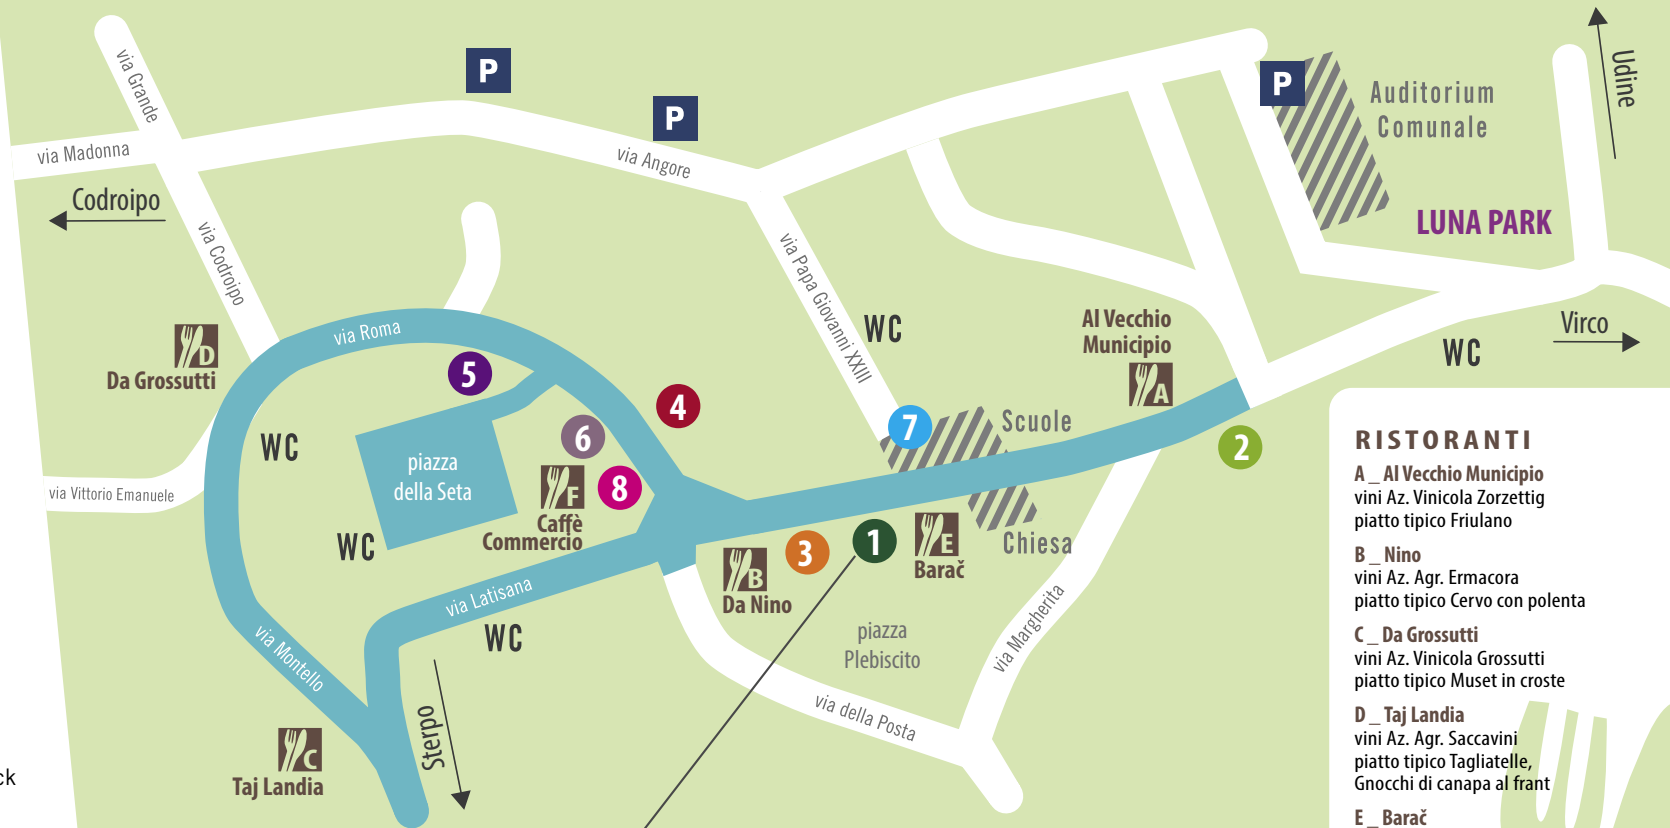 via Grande
P
P
P
Auditorium
Comunale
Udine
via Madonna
via Angore
Codroipo
LUNA PARK
via Codroipo
via Papa Giovanni XXIII
WC
Al Vecchio
Municipio
A
Virco
WC
via Roma
D
Da Grossutti
5
4
7
Scuole
2
WC
6
piazza
della Seta
F
8
Caffè
Commercio
via Vittorio Emanuele
WC
3
1
E
Barač
Chiesa
B
Da Nino
via Latisana
WC
via Montello
piazza
Plebiscito
via Margherita
via della Posta
Sterpo
C
Taj Landia
ck
RISTORANTI
A _ Al Vecchio Municipio
vini Az. Vinicola Zorzettig
piatto tipico Friulano
B _ Nino
vini Az. Agr. Ermacora
piatto tipico Cervo con polenta
C _ Da Grossutti
vini Az. Vinicola Grossutti
piatto tipico Muset in croste
D _ Taj Landia
vini Az. Agr. Saccavini
piatto tipico Tagliatelle,
Gnocchi di canapa al frant
E _ Barač